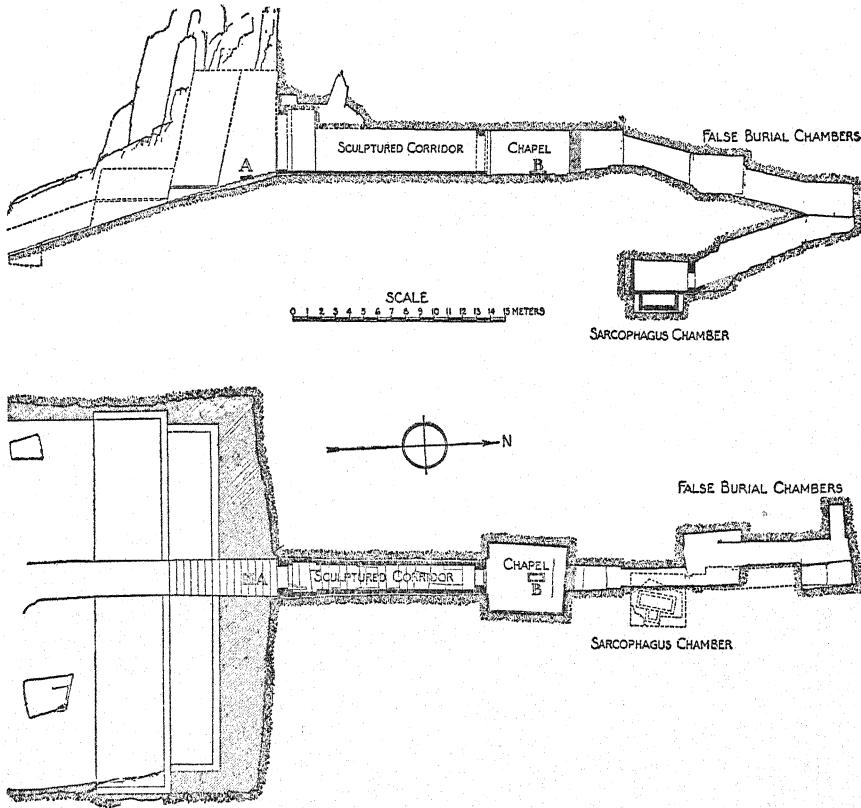 FALSE BURIAL CHAMBERS
SCULPTURED CORRIDOR
CHAPEL
A
B
SCALE
0 1 2 3 4 5 6 7 8 9 10 11 12 13 14 15 METERS
SARCOPHAGUS CHAMBER
N
FALSE BURIAL CHAMBERS
CHAPEL
A
SCULPTURED CORRIDOR
B
SARCOPHAGUS CHAMBER